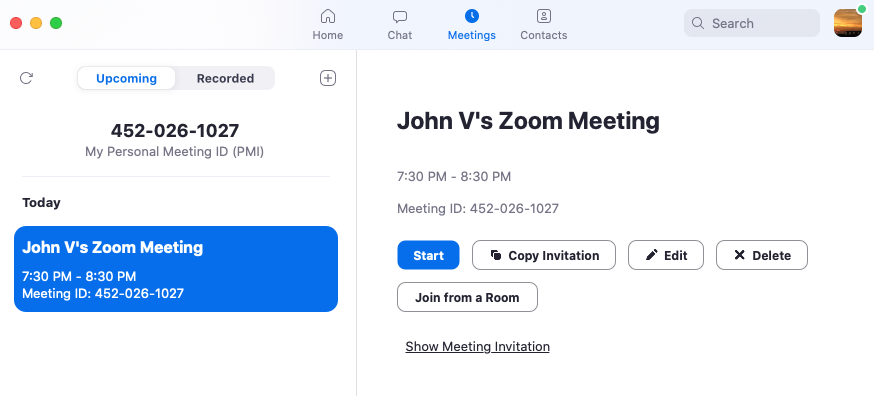 Home
Chat
Meetings
Contacts
Search
Upcoming
Recorded
452-026-1027
My Personal Meeting ID (PMI)
Today
John V's Zoom Meeting
7:30 PM - 8:30 PM
Meeting ID: 452-026-1027
John V's Zoom Meeting
7:30 PM - 8:30 PM
Meeting ID: 452-026-1027
Start
Copy Invitation
Edit
Delete
Join from a Room
Show Meeting Invitation